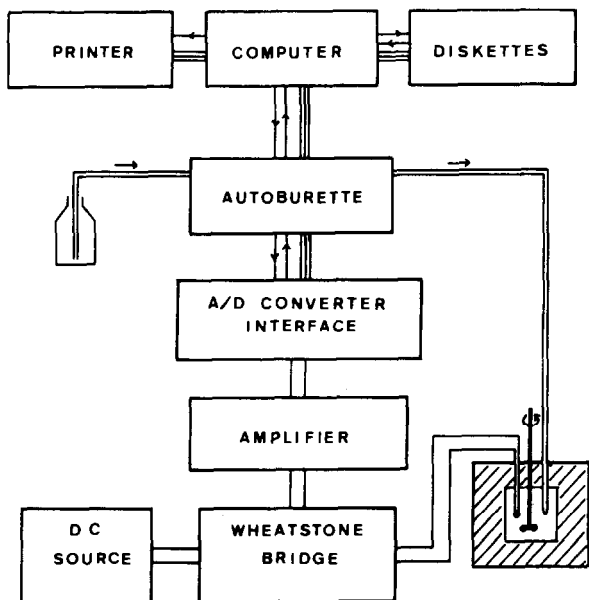 PRINTER
COMPUTER
DISKETTES
AUTOBURETTE
A/D CONVERTER
INTERFACE
AMPLIFIER
DC
SOURCE
WHEATSTONE
BRIDGE